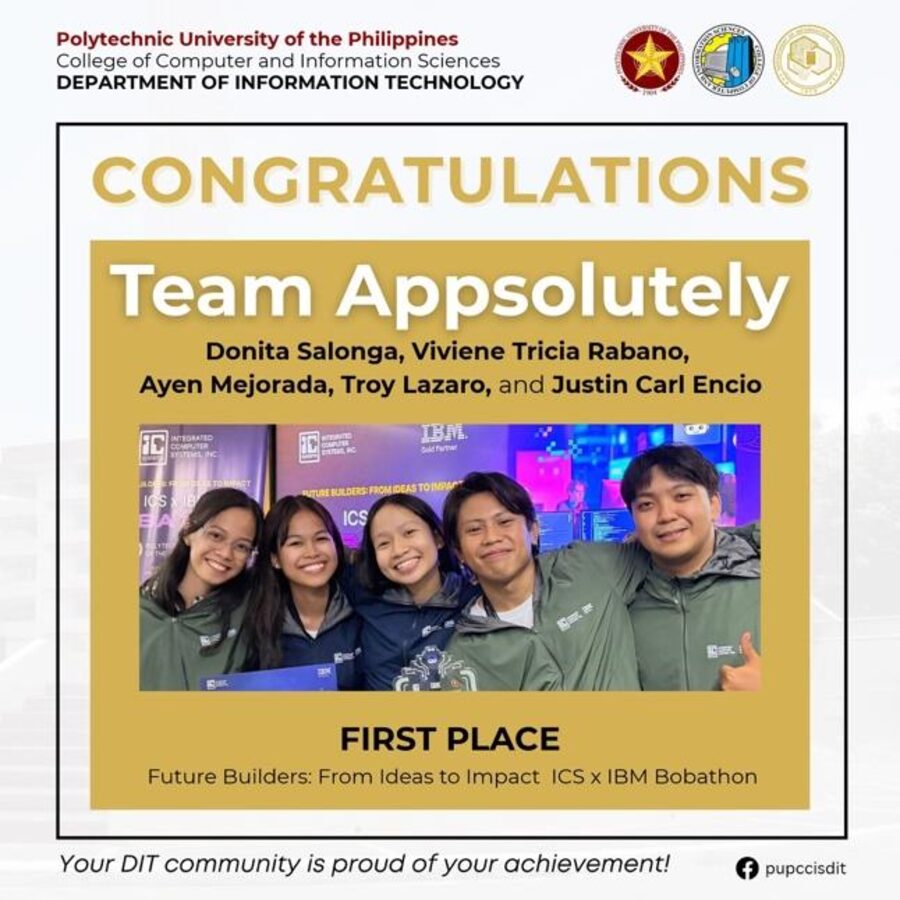 Polytechnic University of the Philippines
College of Computer and Information Sciences
DEPARTMENT OF INFORMATION TECHNOLOGY
CONGRATULATIONS
Team Appsolutely
Donita Salonga, Viviene Tricia Rabano,
Ayen Mejorada, Troy Lazaro, and Justin Carl Encio
INTEGRATED
COMPUTER
SYSTEMS, INC.
INTEGRATED
COMPUTER
SYSTEMS, INC.
IBM
Gold Partner
FUTURE BUILDERS: FROM IDEAS TO IMPACT
ICS x IB
ICS
IBM
FIRST PLACE
Future Builders: From Ideas to Impact ICS x IBM Bobathon
Your DIT community is proud of your achievement!
pupccisdit